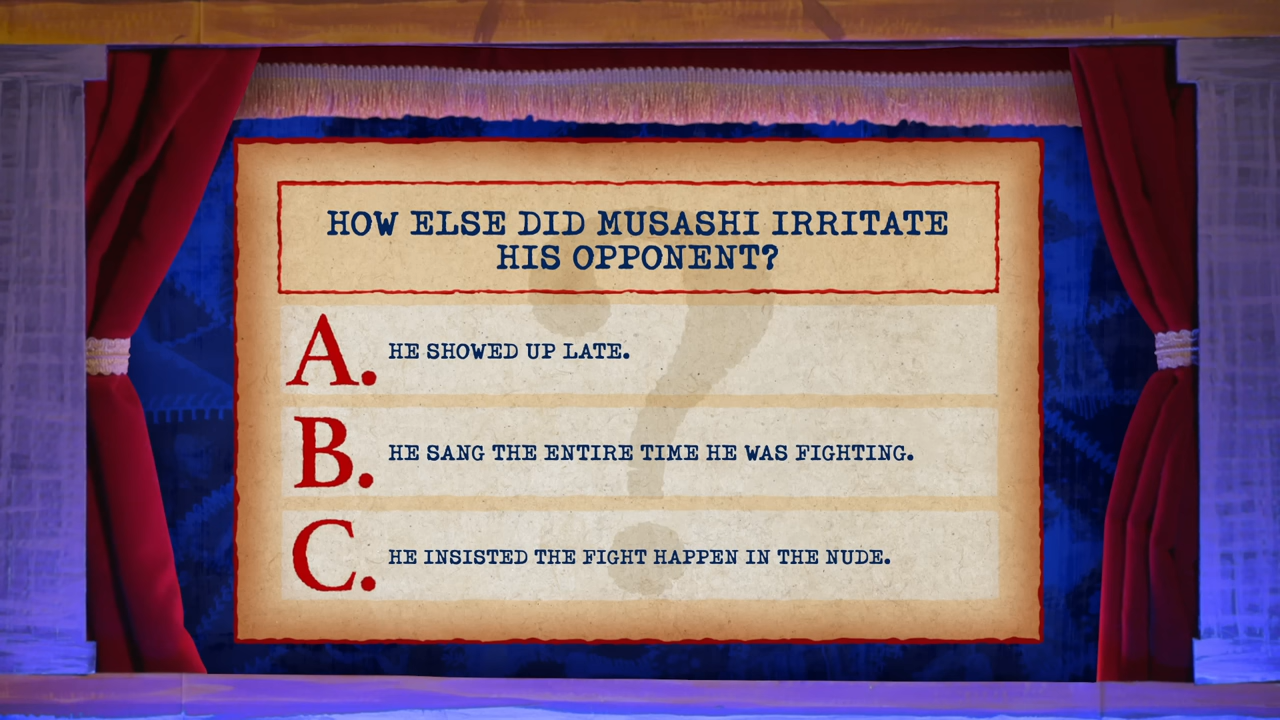 HOW ELSE DID MUSASHI IRRITATE
HIS OPPONENT?
A. HE SHOWED UP LATE.
B. HE SANG THE ENTIRE TIME HE WAS FIGHTING.
C. HE INSISTED THE FIGHT HAPPEN IN THE NUDE.